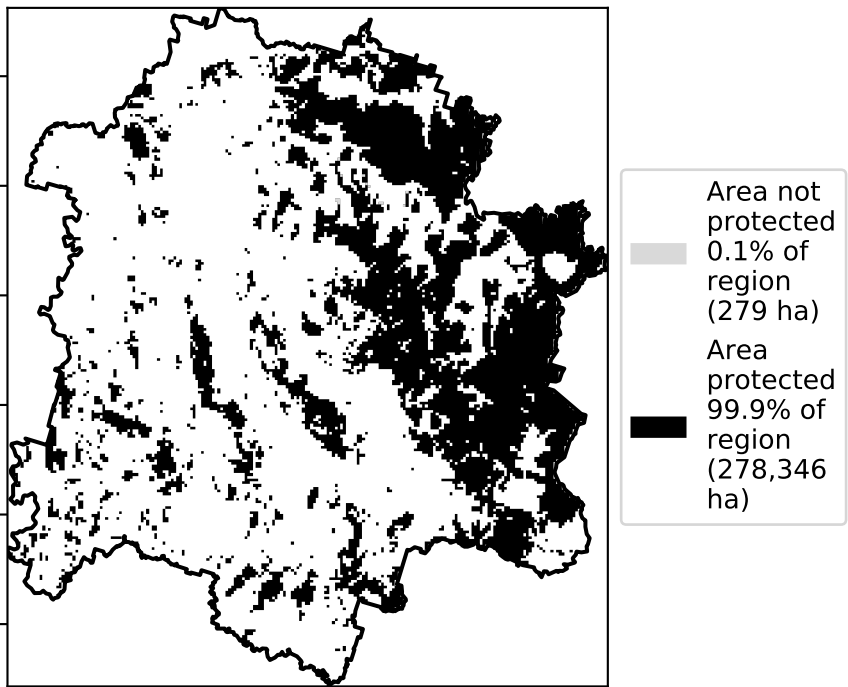 Area not
protected
0.1% of
region
(279 ha)
Area
protected
99.9% of
region
(278,346
ha)